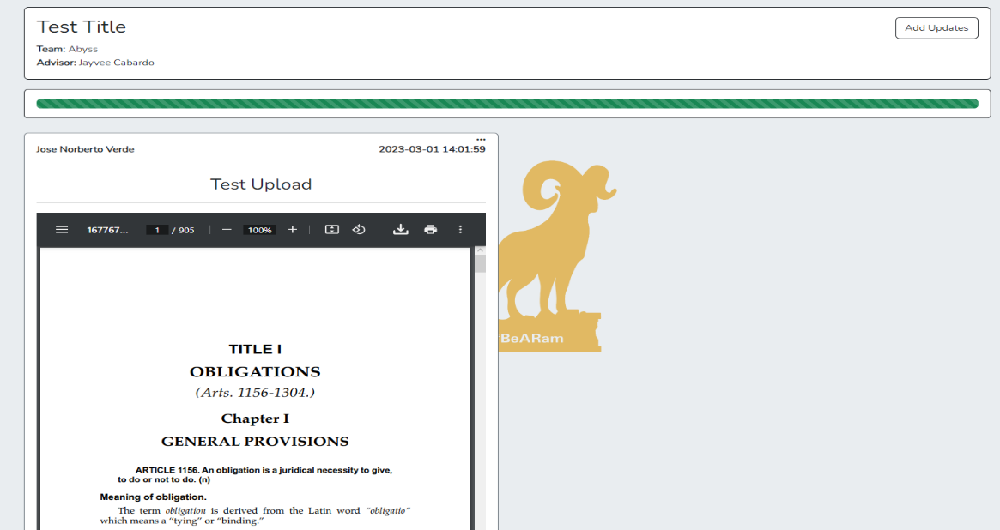 Test Title
Add Updates
Team: Abyss
Advisor: Jayvee Cabardo
Jose Norberto Verde
2023-03-01 14:01:59
Test Upload
167767...
1 / 905
100%
BeARam
TITLE I
OBLIGATIONS
(Arts. 1156-1304.)
Chapter I
GENERAL PROVISIONS
ARTICLE 1156. An obligation is a juridical necessity to give,
to do or not to do. (n)
Meaning of obligation.
The term obligation is derived from the Latin word “obligatio”
which means a “tying” or “binding.”